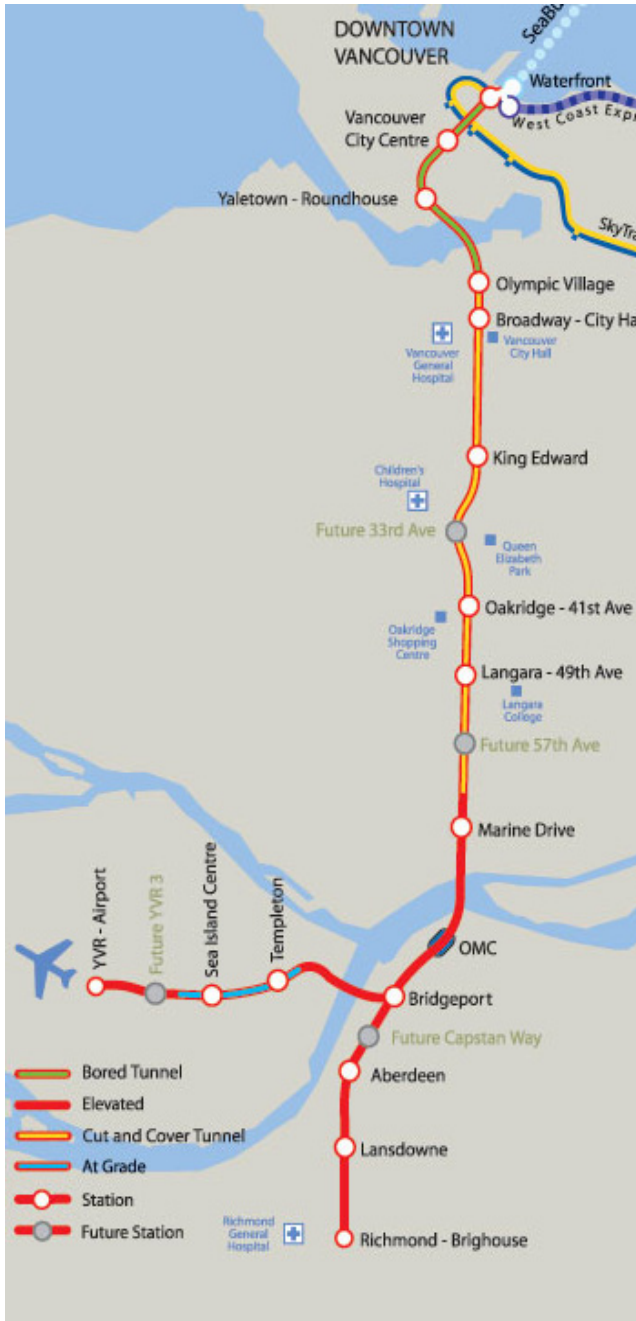 DOWNTOWN
VANCOUVER
SeaBu
Waterfront
West Coast Expr
Vancouver
City Centre
Yaletown - Roundhouse
SkyTra
Olympic Village
Broadway - City Ha
Vancouver
General
Hospital
Vancouver
City Hall
King Edward
Children's
Hospital
Future 33rd Ave
Queen
Elizabeth
Park
Oakridge - 41st Ave
Oakridge
Shopping
Centre
Langara - 49th Ave
Langara
College
Future 57th Ave
Marine Drive
YVR - Airport
Future YVR 3
Sea Island Centre
Templeton
OMC
Bridgeport
Future Capstan Way
Aberdeen
Lansdowne
Richmond - Brighouse
Richmond
General
Hospital
Bored Tunnel
Elevated
Cut and Cover Tunnel
At Grade
Station
Future Station